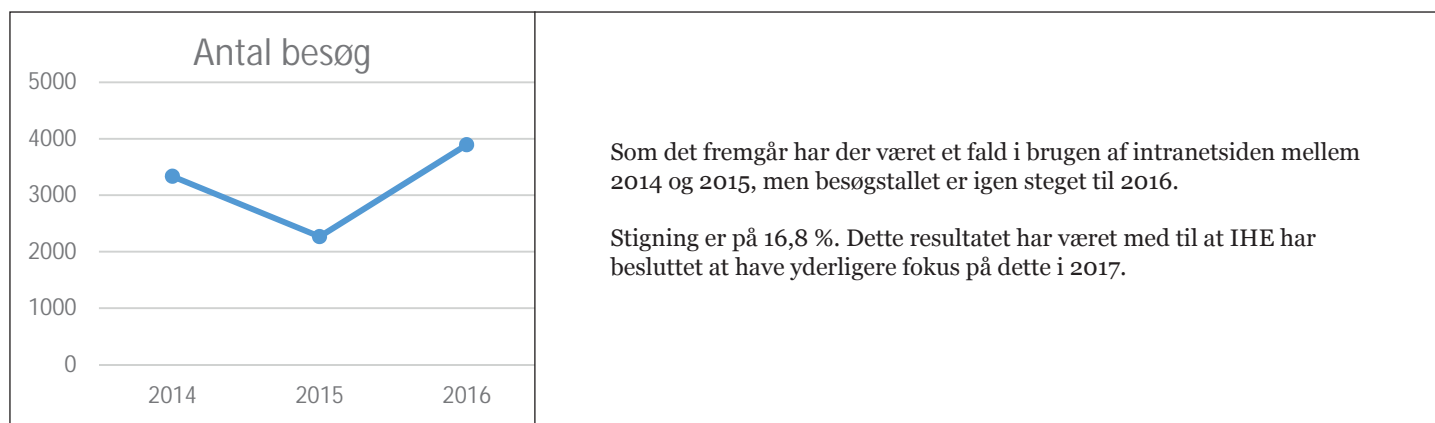 Antal besøg
5000
4000
3000
2000
1000
0
2014 2015 2016
Som det fremgår har der været et fald i brugen af intranetsiden mellem
2014 og 2015, men besøgstallet er igen steget til 2016.
Stigning er på 16,8 %. Dette resultatet har været med til at IHE har
besluttet at have yderligere fokus på dette i 2017.